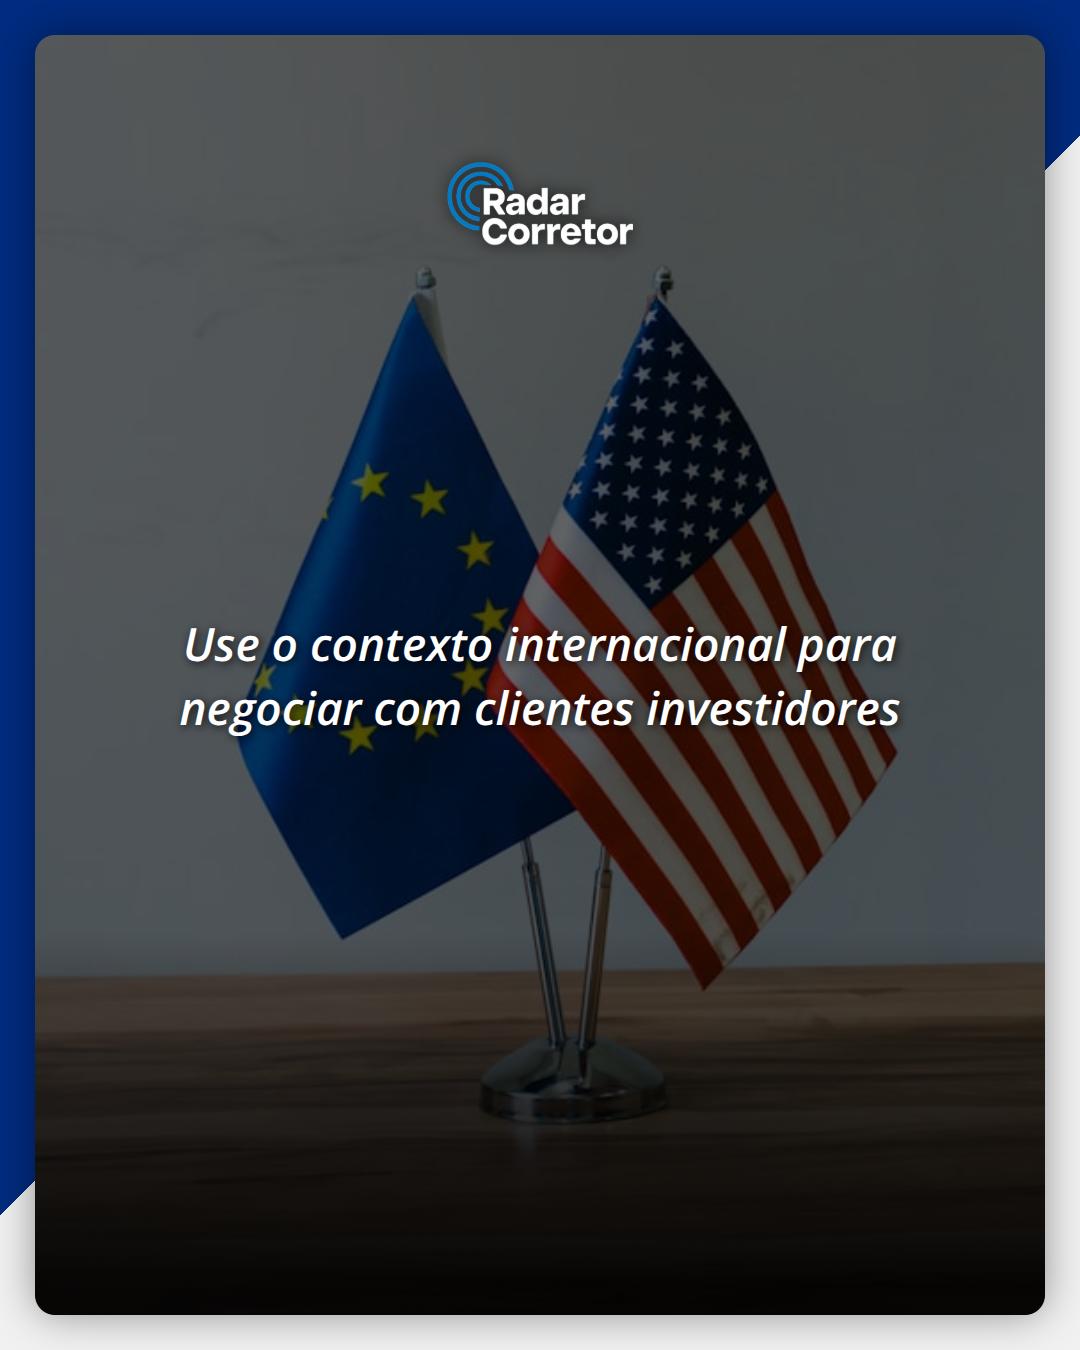 Radar
Corretor
Use o contexto internacional para
negociar com clientes investidores